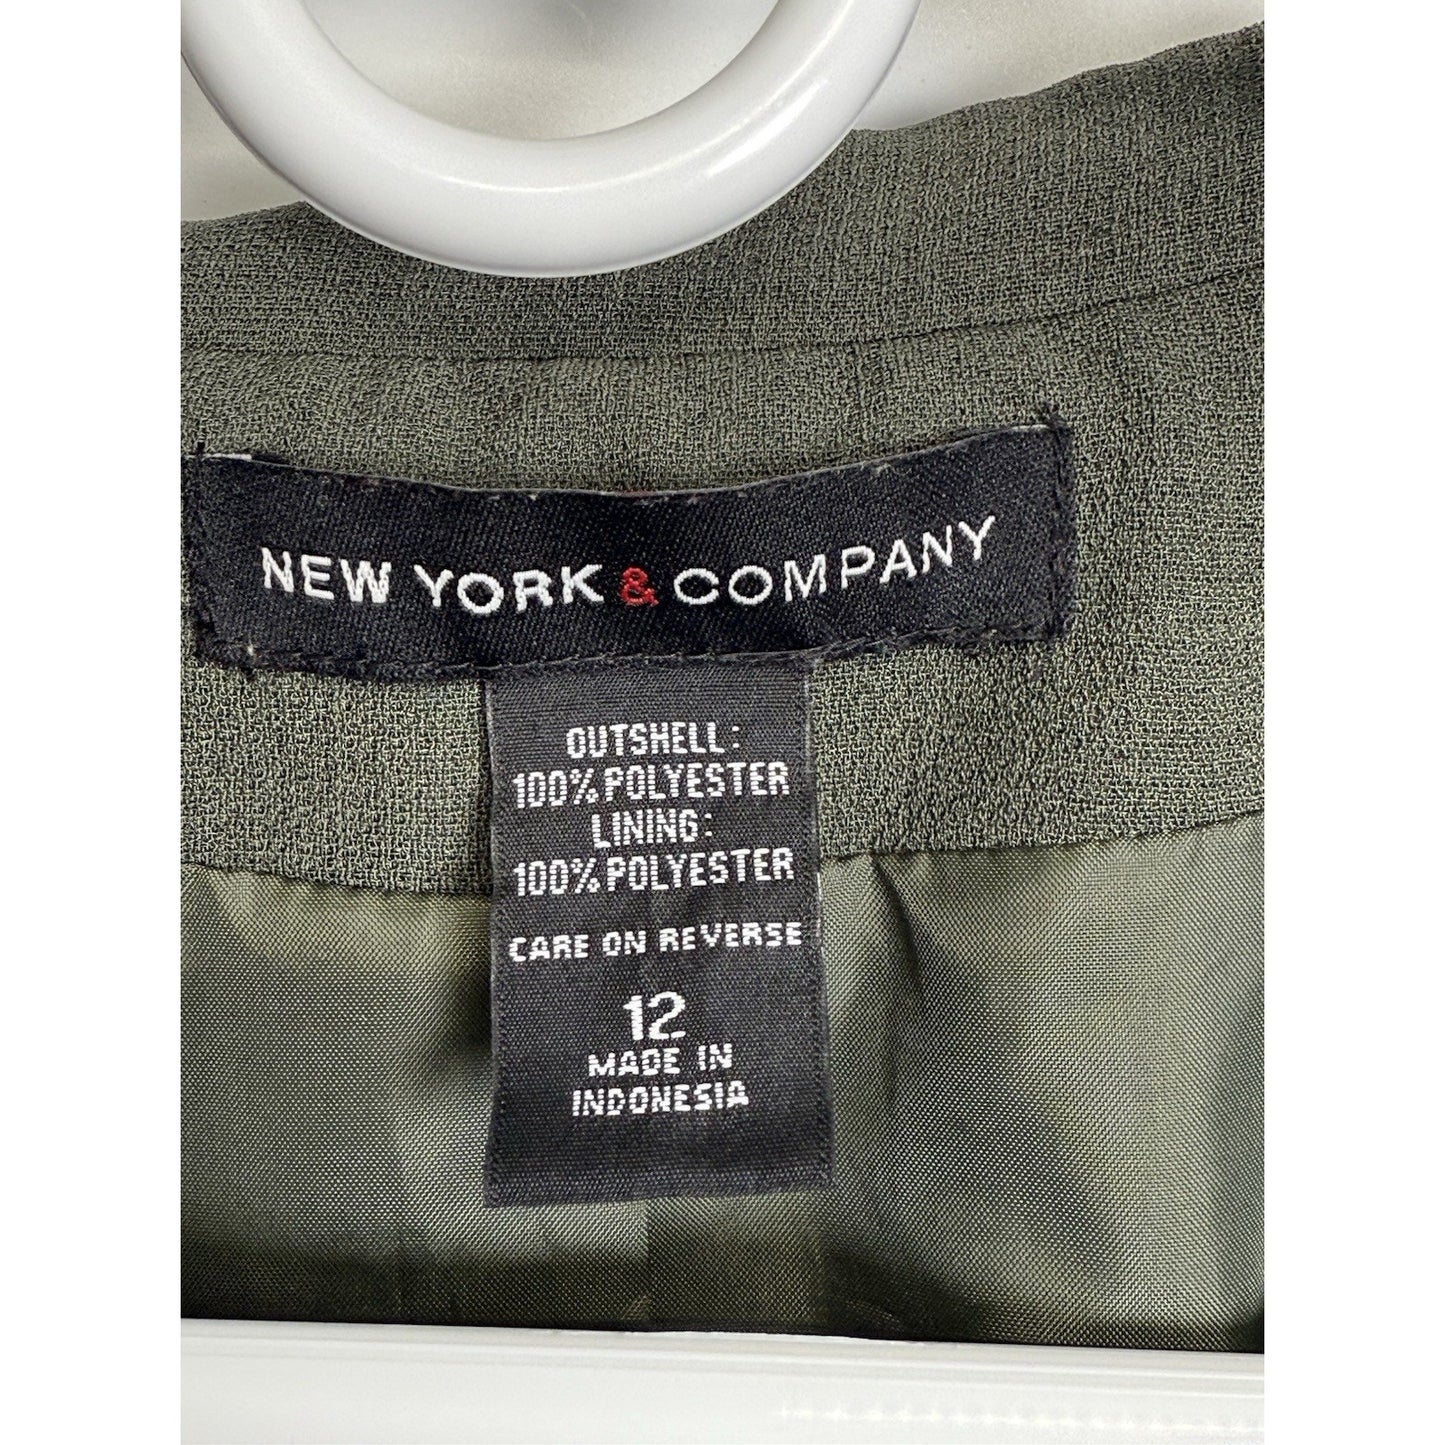 NEW YORK & COMPANY
OUTSHELL:
100% POLYESTER
LINING:
100% POLYESTER
CARE ON REVERSE
12
MADE IN
INDONESIA